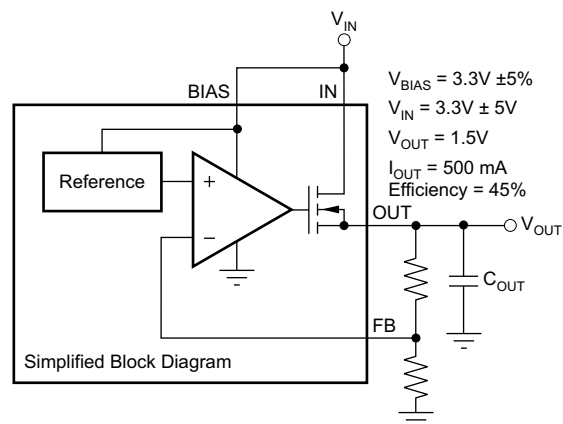 V_IN
BIAS
IN
V_BIAS = 3.3V ±5%
V_IN = 3.3V ± 5V
V_OUT = 1.5V
I_OUT = 500 mA
Efficiency = 45%
Reference
+
−
OUT
V_OUT
C_OUT
FB
Simplified Block Diagram